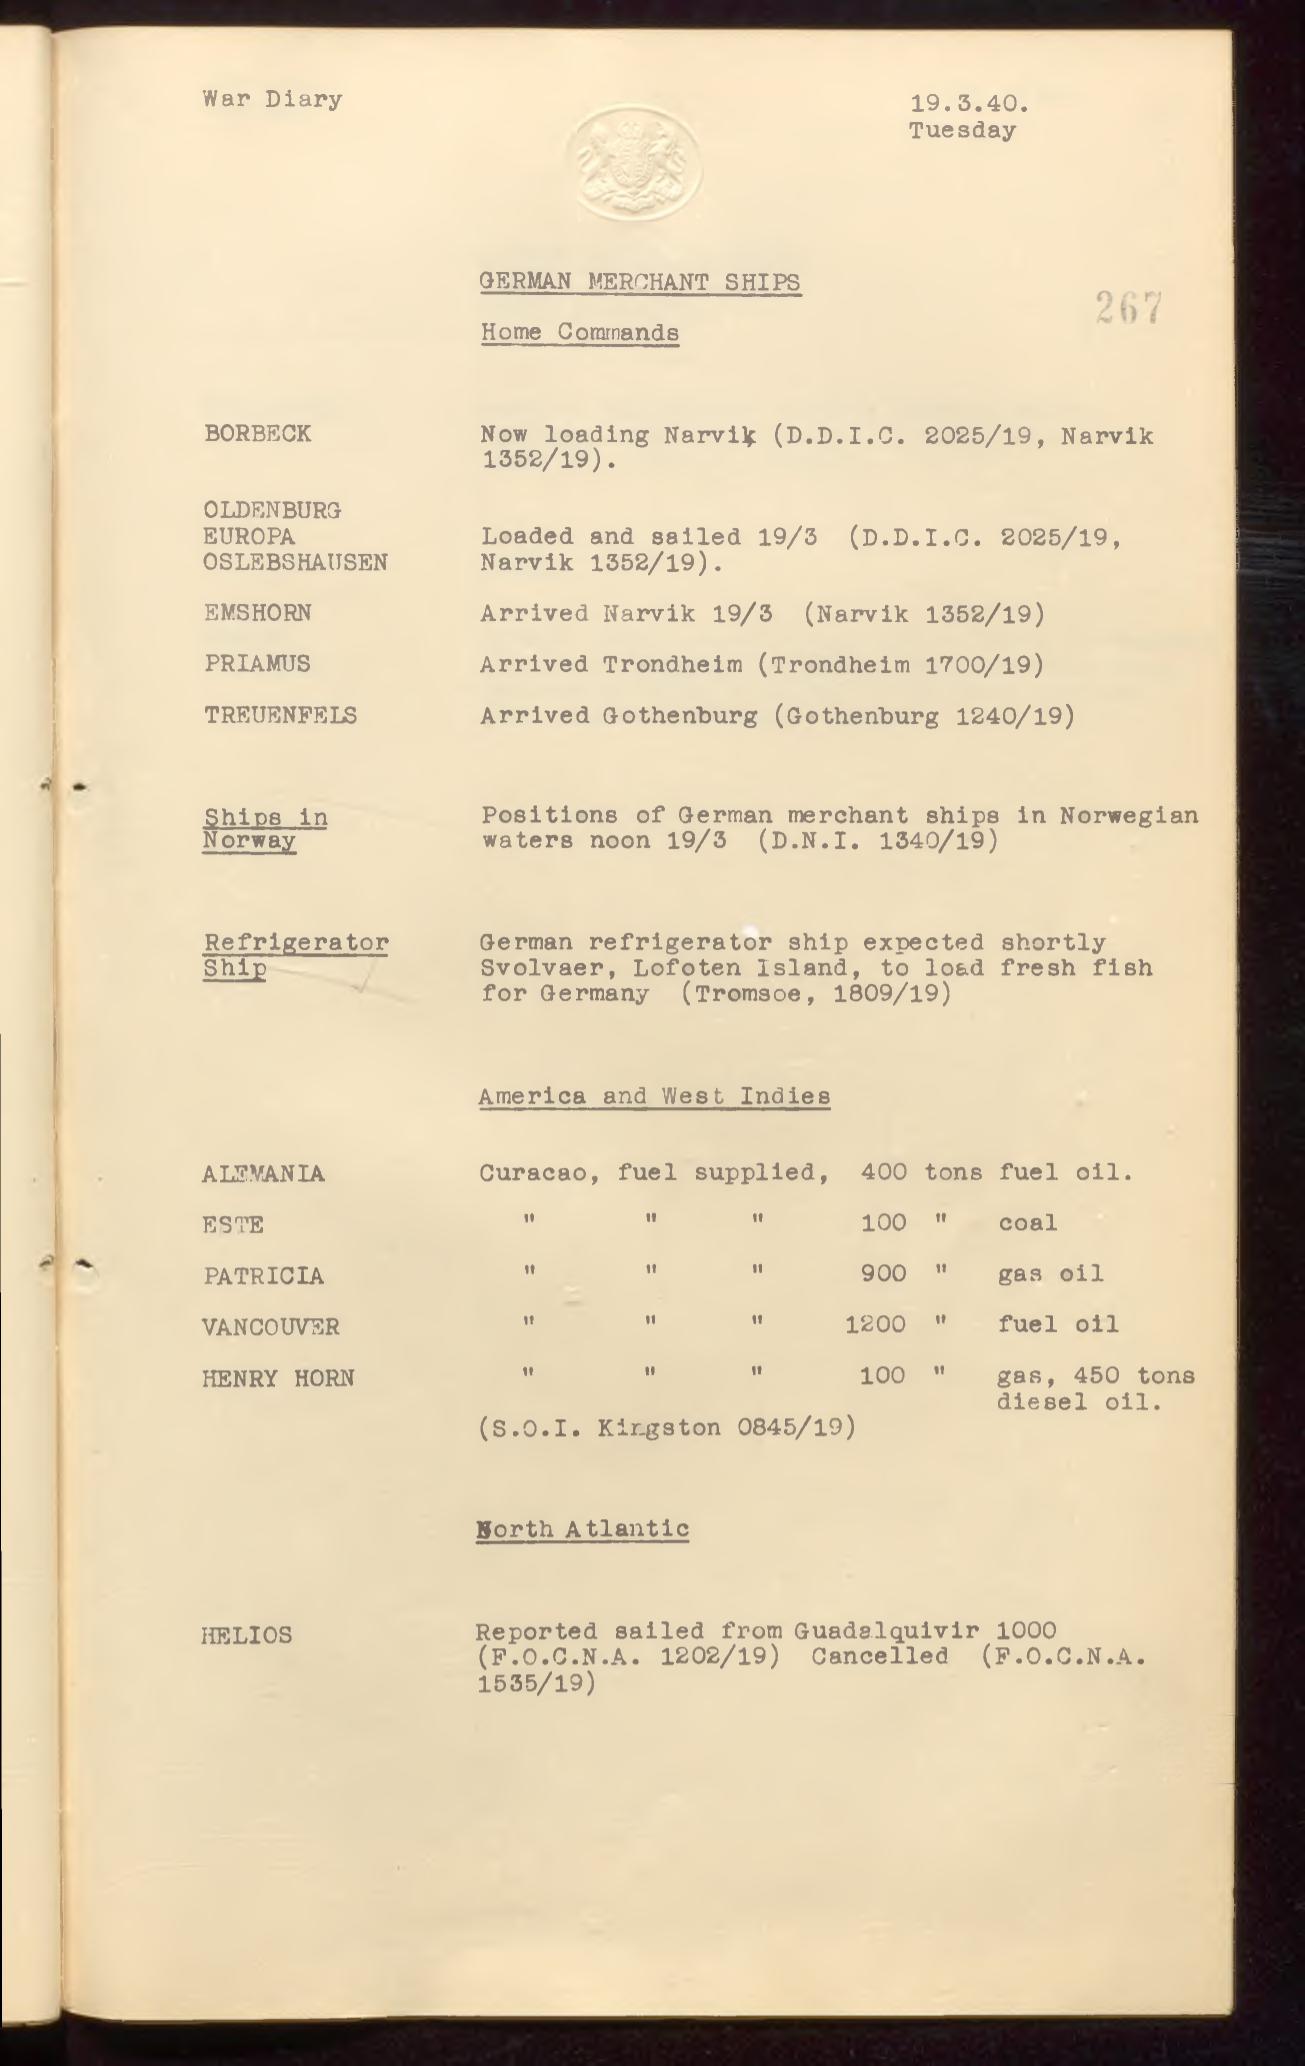 War Diary 19.3.40.
Tuesday
GERMAN MERCHANT SHIPS
267
Home Commands
BORBECK Now loading Narvik (D.D.I.C. 2025/19, Narvik
1352/19).
OLDENBURG
EUROPA Loaded and sailed 19/3 (D.D.I.C. 2025/19,
OSLEBSHAUSEN Narvik 1352/19).
EMSHORN Arrived Narvik 19/3 (Narvik 1352/19)
PRIAMUS Arrived Trondheim (Trondheim 1700/19)
TREUENFELS Arrived Gothenburg (Gothenburg 1240/19)
Ships in Positions of German merchant ships in Norwegian
Norway waters noon 19/3 (D.N.I. 1340/19)
Refrigerator German refrigerator ship expected shortly
Ship Svolvaer, Lofoten Island, to load fresh fish
for Germany (Tromsoe, 1809/19)
America and West Indies
ALEMANIA Curacao, fuel supplied, 400 tons fuel oil.
ESTE " " " 100 " coal
PATRICIA " " " 900 " gas oil
VANCOUVER " " " 1200 " fuel oil
HENRY HORN " " " 100 " gas, 450 tons
diesel oil.
(S.O.I. Kingston 0845/19)
North Atlantic
HELIOS Reported sailed from Guadalquivir 1000
(F.O.C.N.A. 1202/19) Cancelled (F.O.C.N.A.
1535/19)